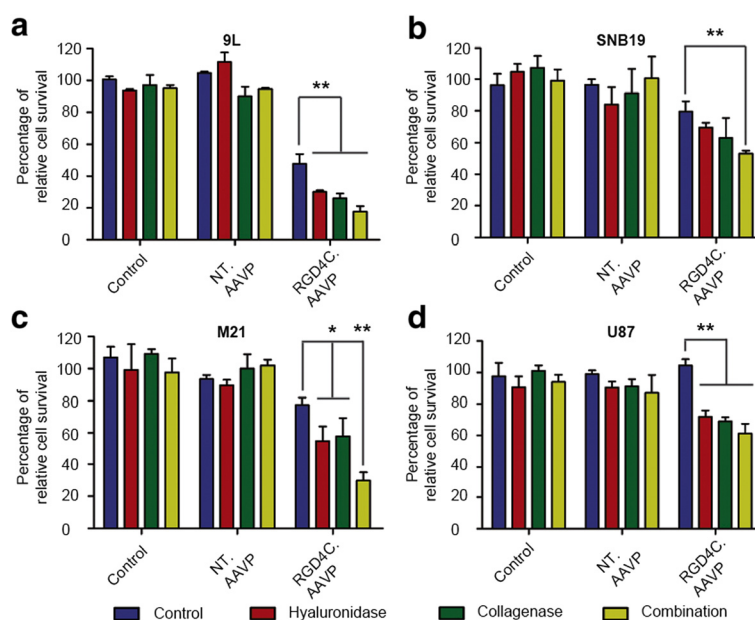 a
9L
Percentage of
relative cell survival
120
100
80
60
40
20
0
**
Control
NT.
AAVP
RGD4C.
AAVP
b
SNB19
Percentage of
relative cell survival
120
100
80
60
40
20
0
**
Control
NT.
AAVP
RGD4C.
AAVP
c
M21
Percentage of
relative cell survival
120
100
80
60
40
20
0
* **
Control
NT.
AAVP
RGD4C.
AAVP
d
U87
Percentage of
relative cell survival
120
100
80
60
40
20
0
**
Control
NT.
AAVP
RGD4C.
AAVP
Control Hyaluronidase Collagenase Combination